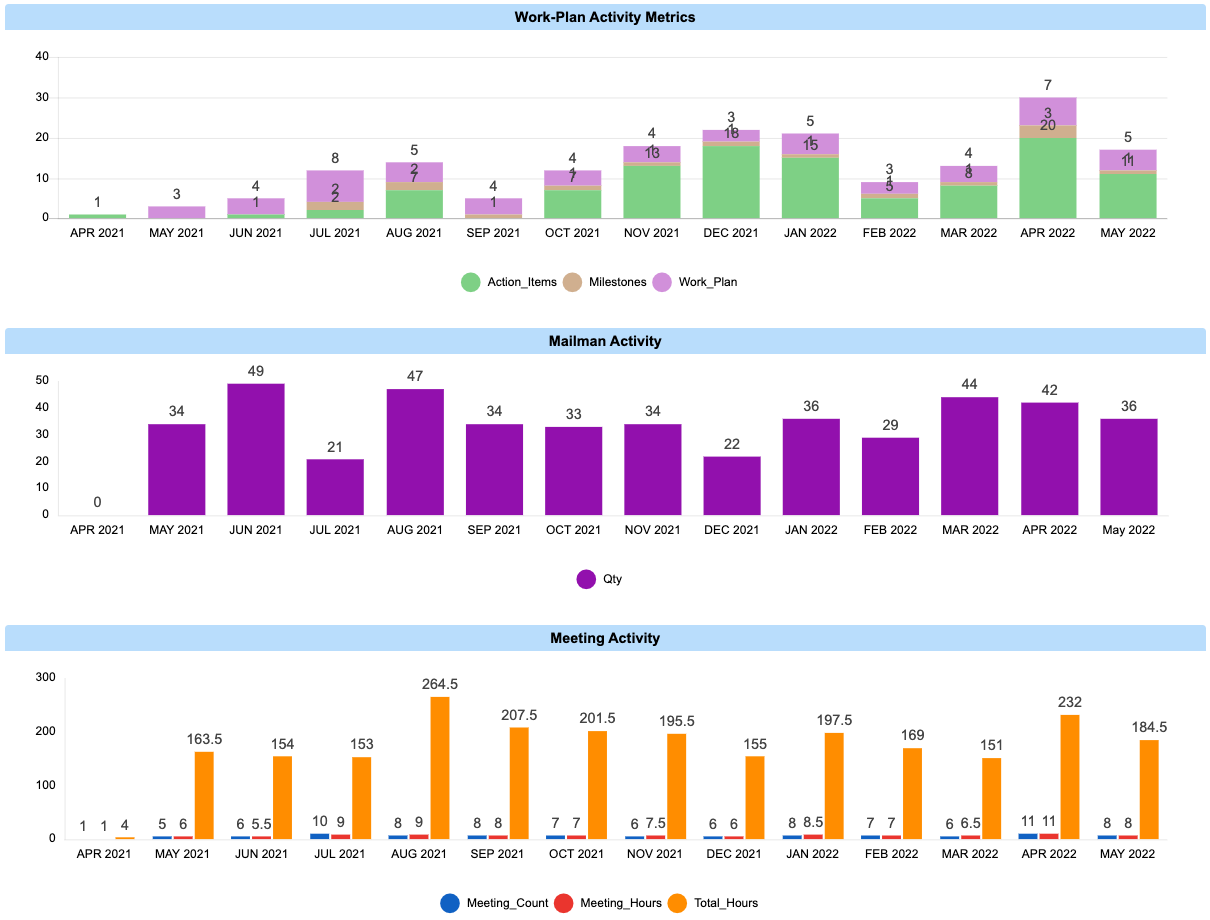 Work-Plan Activity Metrics
40
30
20
10
0
1
3
4
1
8
2
2
5
2
7
4
1
4
1
7
4
1
13
3
1
18
5
1
15
3
1
5
4
1
8
7
3
20
5
1
11
APR 2021 MAY 2021 JUN 2021 JUL 2021 AUG 2021 SEP 2021 OCT 2021 NOV 2021 DEC 2021 JAN 2022 FEB 2022 MAR 2022 APR 2022 MAY 2022
Action_Items Milestones Work_Plan
Mailman Activity
50
40
30
20
10
0
0 34 49 21 47 34 33 34 22 36 29 44 42 36
APR 2021 MAY 2021 JUN 2021 JUL 2021 AUG 2021 SEP 2021 OCT 2021 NOV 2021 DEC 2021 JAN 2022 FEB 2022 MAR 2022 APR 2022 May 2022
Qty
Meeting Activity
300
200
100
0
1 1 4
5 6 163.5
6 5.5 154
10 9 153
8 9 264.5
8 8 207.5
7 7 201.5
6 7.5 195.5
6 6 155
8 8.5 197.5
7 7 169
6 6.5 151
11 11 232
8 8 184.5
APR 2021 MAY 2021 JUN 2021 JUL 2021 AUG 2021 SEP 2021 OCT 2021 NOV 2021 DEC 2021 JAN 2022 FEB 2022 MAR 2022 APR 2022 MAY 2022
Meeting_Count Meeting_Hours Total_Hours